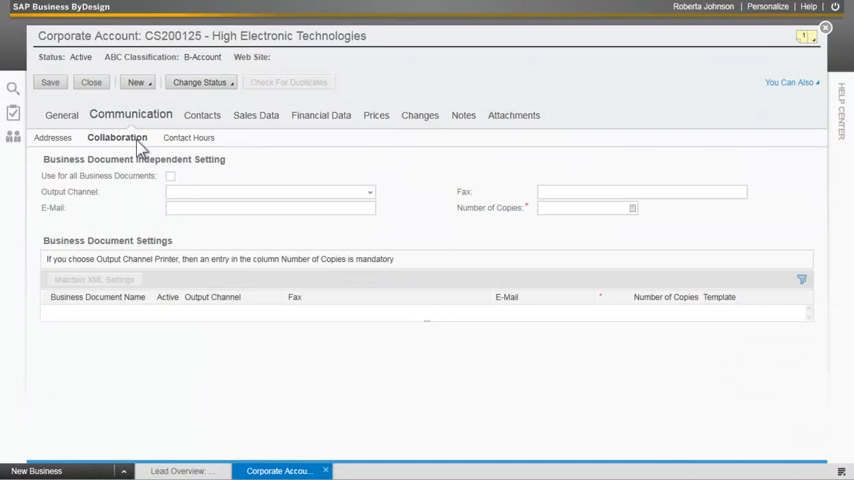 SAP Business ByDesign Roberta Johnson | Personalize | Help |
Corporate Account: CS200125 - High Electronic Technologies 1
Status: Active ABC Classification: B-Account Web Site:
Save Close New Change Status Check For Duplicates You Can Also
General Communication Contacts Sales Data Financial Data Prices Changes Notes Attachments
HELP CENTER
Addresses Collaboration Contact Hours
Business Document Independent Setting
Use for all Business Documents:
Output Channel: Fax:
E-Mail: Number of Copies: *
Business Document Settings
If you choose Output Channel Printer, then an entry in the column Number of Copies is mandatory
Maintain XML Settings
Business Document Name Active Output Channel Fax E-Mail * Number of Copies Template
New Business Lead Overview: ... Corporate Accou...